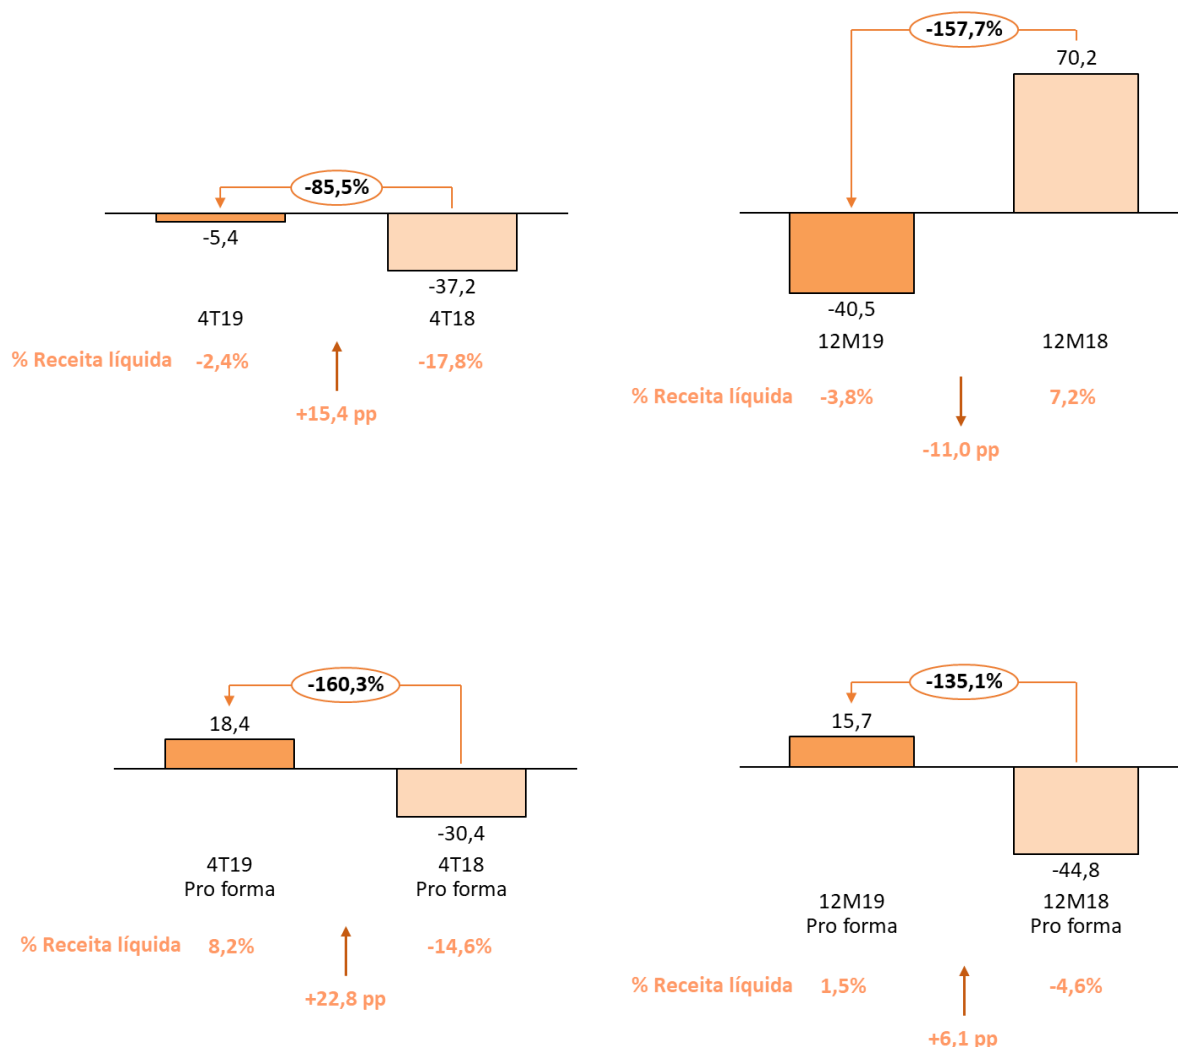 -85,5%
-5,4
-37,2
4T19 4T18
% Receita líquida -2,4% -17,8%
+15,4 pp
-157,7%
70,2
-40,5
12M19 12M18
% Receita líquida -3,8% 7,2%
-11,0 pp
-160,3%
18,4
-30,4
4T19 4T18
Pro forma Pro forma
% Receita líquida 8,2% -14,6%
+22,8 pp
-135,1%
15,7
-44,8
12M19 12M18
Pro forma Pro forma
% Receita líquida 1,5% -4,6%
+6,1 pp